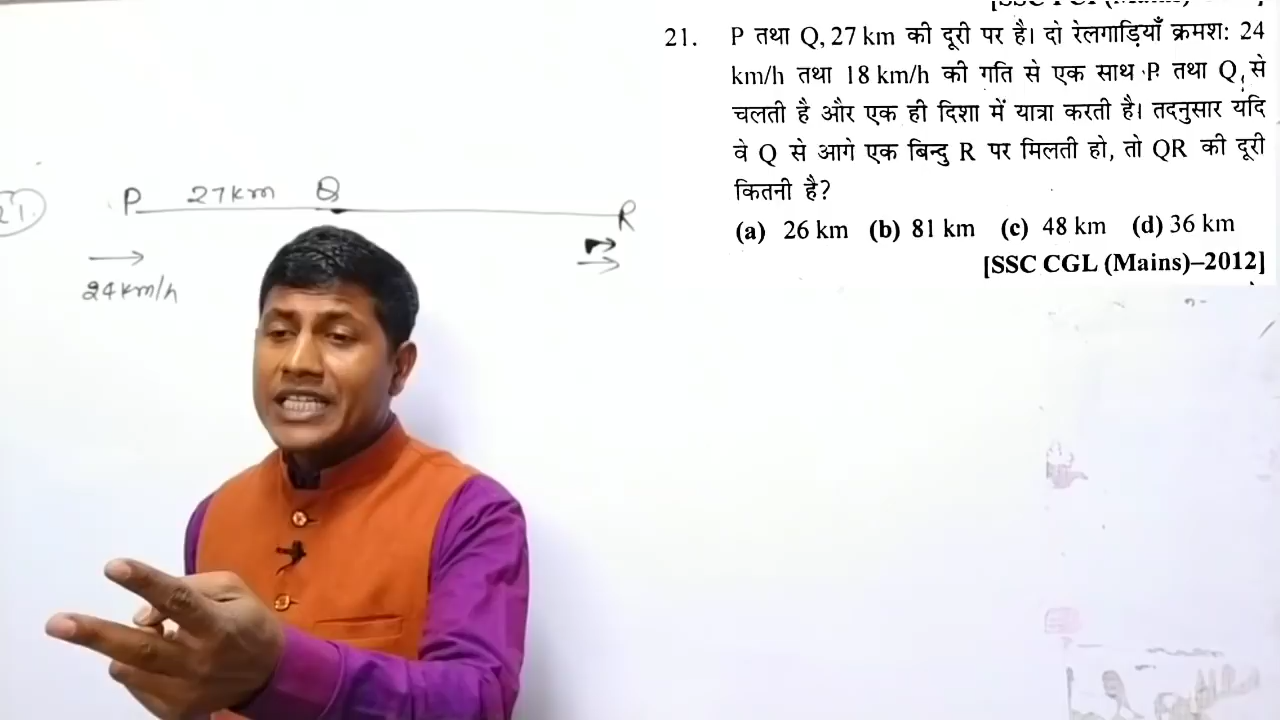 21. P तथा Q, 27 km की दूरी पर है। दो रेलगाड़ियाँ क्रमश: 24
km/h तथा 18 km/h की गति से एक साथ P तथा Q, से
चलती है और एक ही दिशा में यात्रा करती है। तदनुसार यदि
वे Q से आगे एक बिन्दु R पर मिलती हो, तो QR की दूरी
कितनी है?
(a) 26 km (b) 81 km (c) 48 km (d) 36 km
[SSC CGL (Mains)–2012]
21.
P 27km Q
R
24km/h